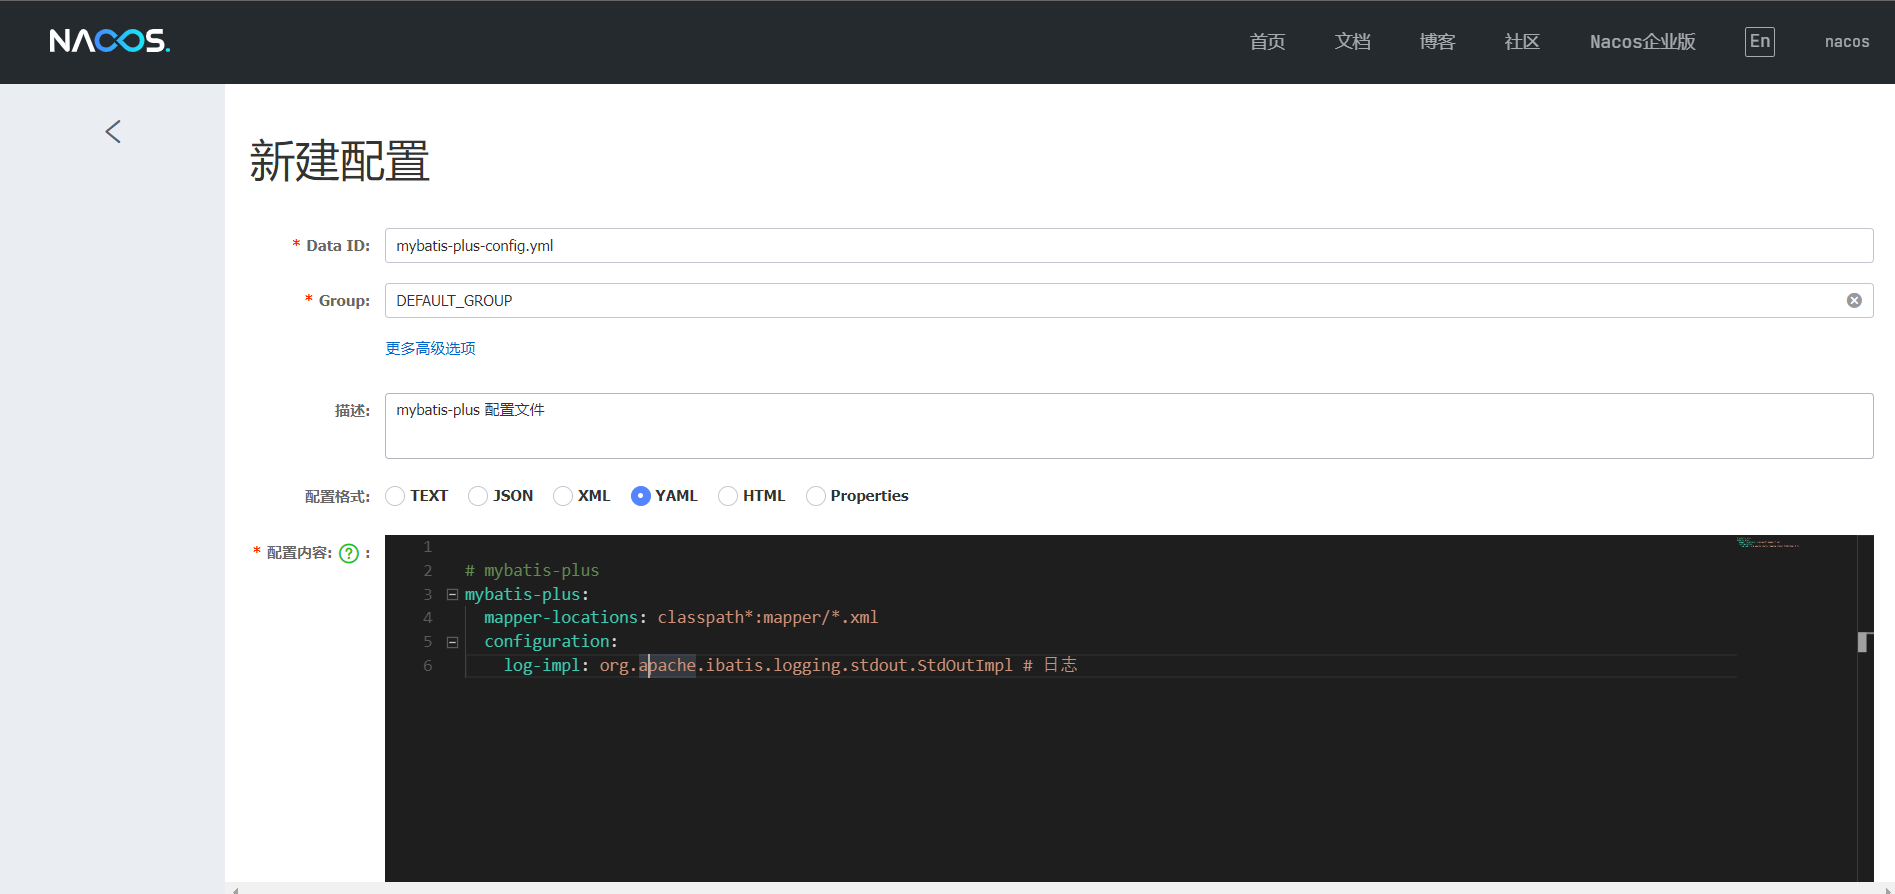 NACOS.
首页 文档 博客 社区 Nacos企业版 En nacos
新建配置
* Data ID: mybatis-plus-config.yml
* Group: DEFAULT_GROUP
更多高级选项
描述: mybatis-plus 配置文件
配置格式: TEXT JSON XML YAML HTML Properties
* 配置内容: ? :
1
2 # mybatis-plus
3 mybatis-plus:
4 mapper-locations: classpath*:mapper/*.xml
5 configuration:
6 log-impl: org.apache.ibatis.logging.stdout.StdOutImpl # 日志